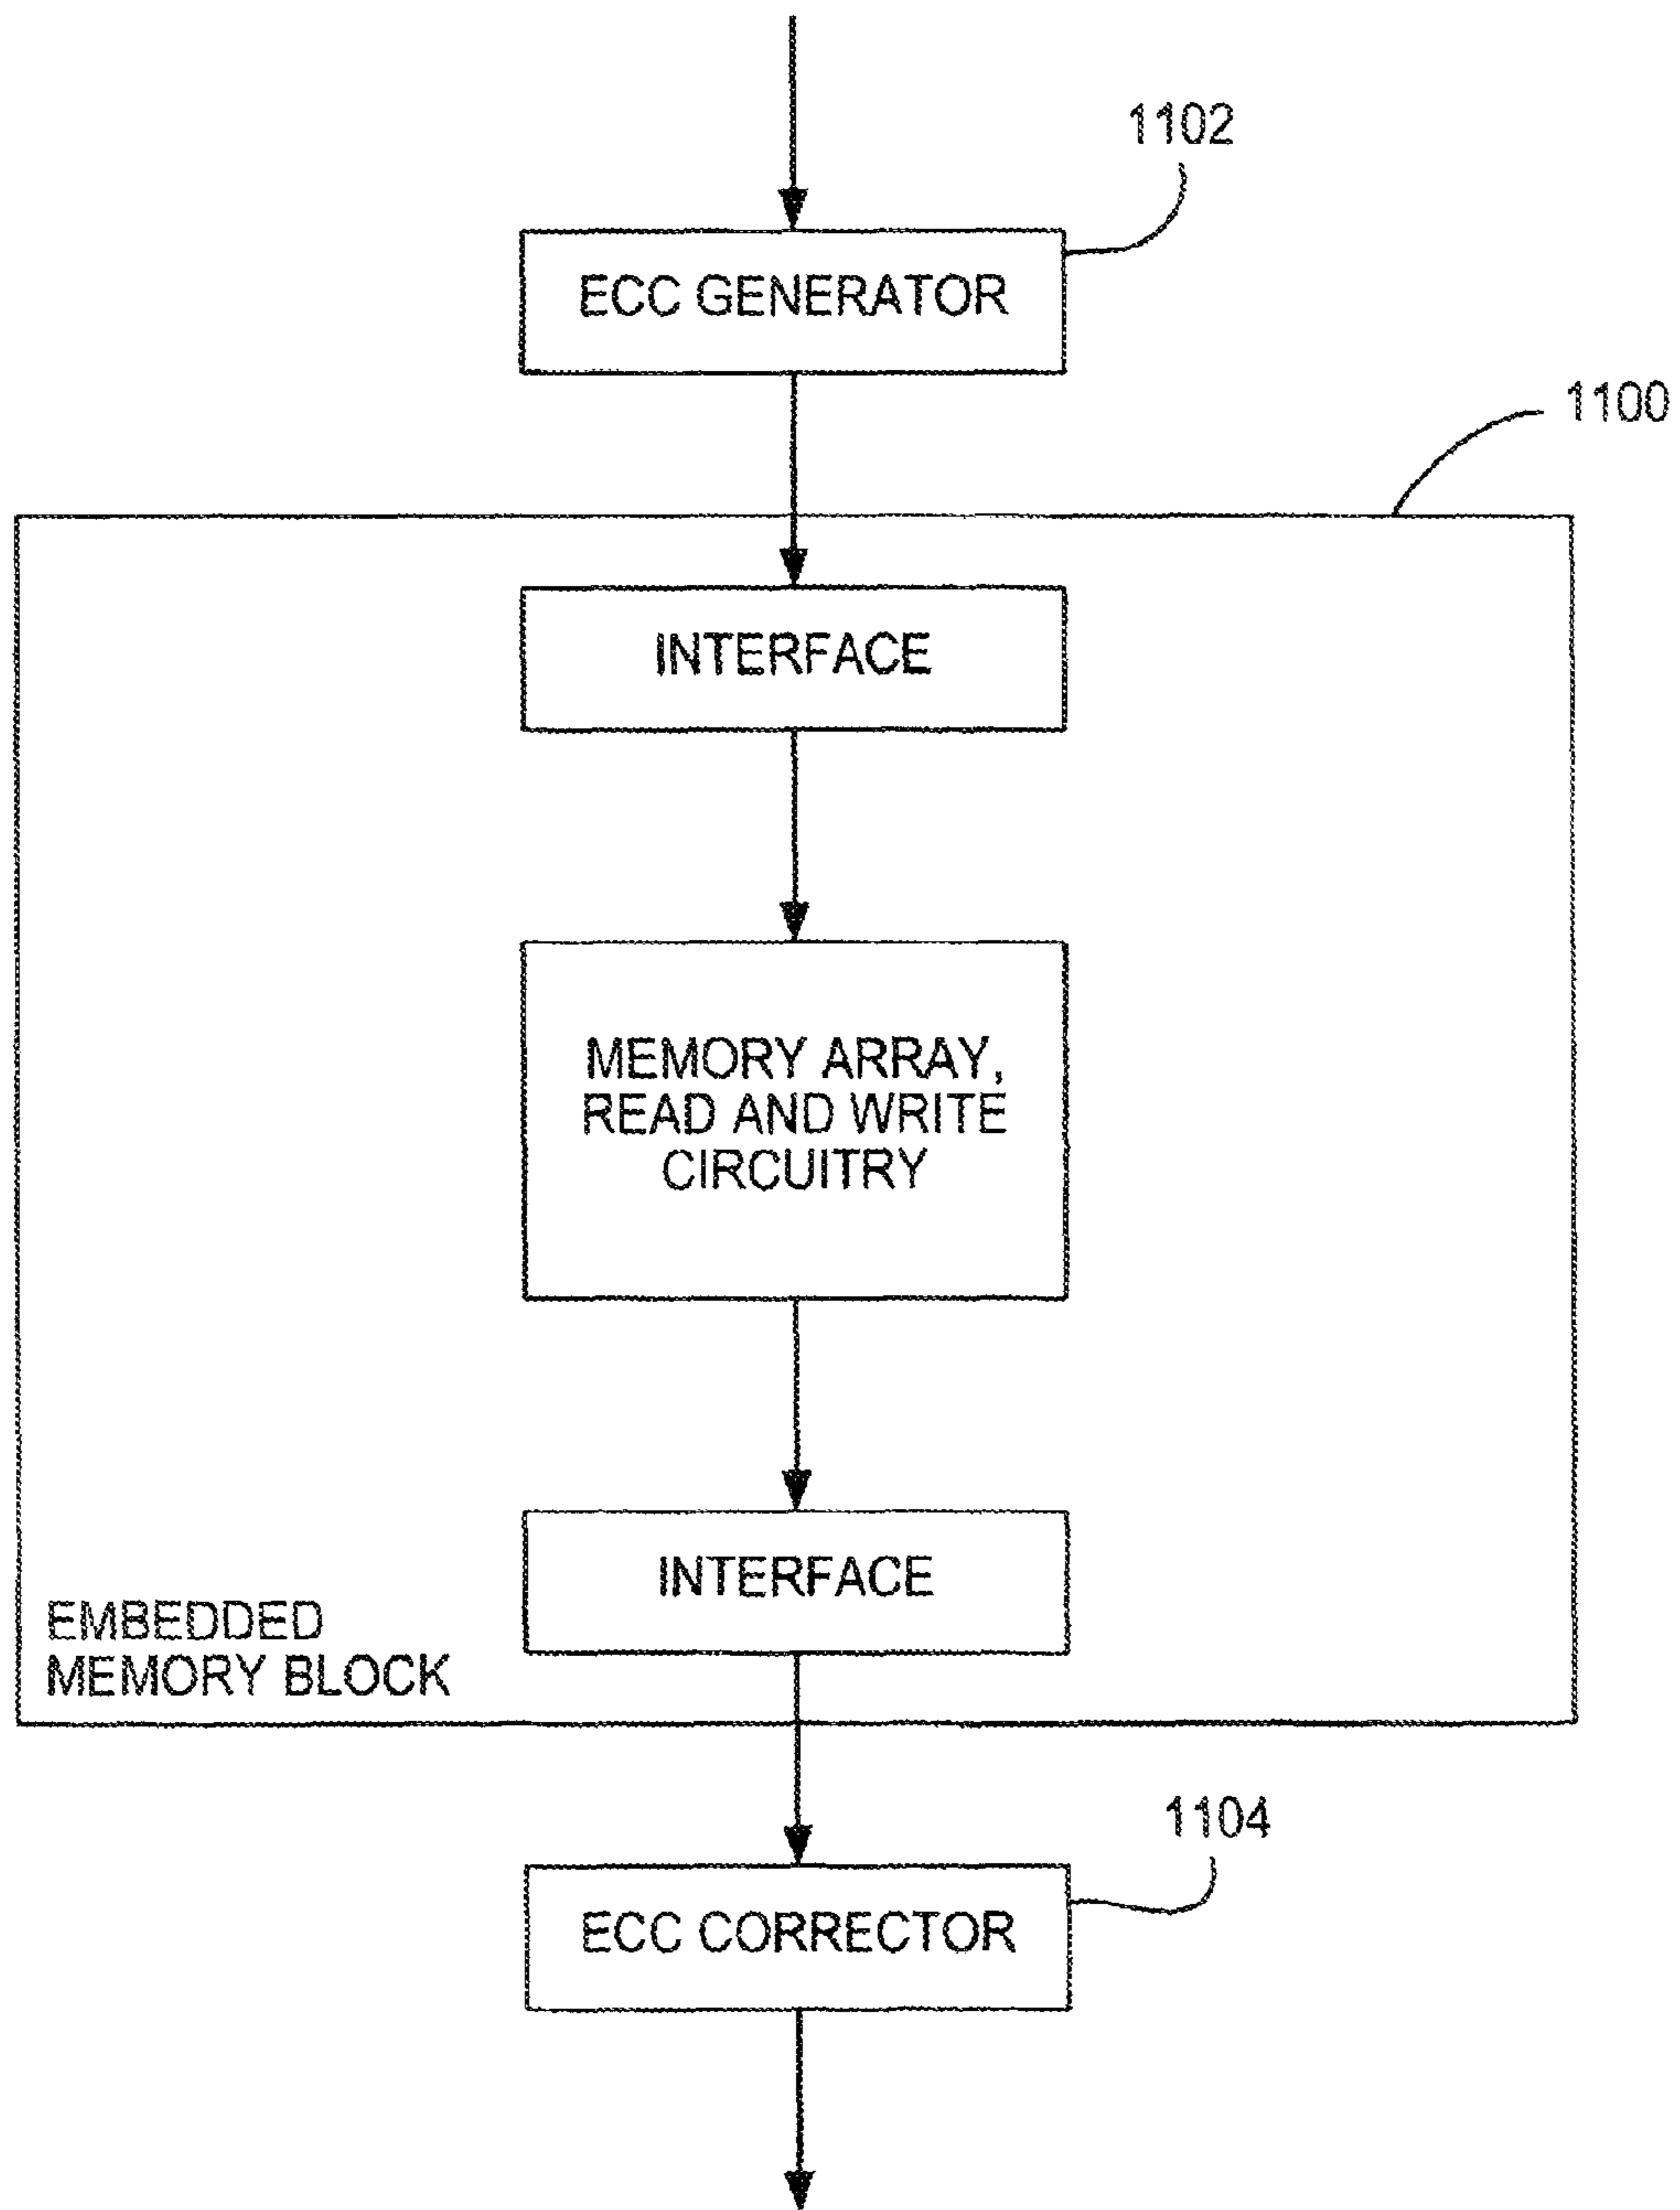 1102
ECC GENERATOR
1100
INTERFACE
MEMORY ARRAY,
READ AND WRITE
CIRCUITRY
INTERFACE
EMBEDDED
MEMORY BLOCK
1104
ECC CORRECTOR